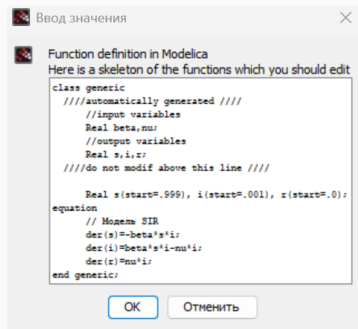 Ввод значения
Function definition in Modelica
Here is a skeleton of the functions which you should edit
class generic
////automatically generated ////
//input variables
Real beta,nu;
//output variables
Real s,i,r;
////do not modif above this line ////
Real s(start=.999), i(start=.001), r(start=.0);
equation
// Модель SIR
der(s)=-beta*s*i;
der(i)=beta*s*i-nu*i;
der(r)=nu*i;
end generic;
OK
Отменить